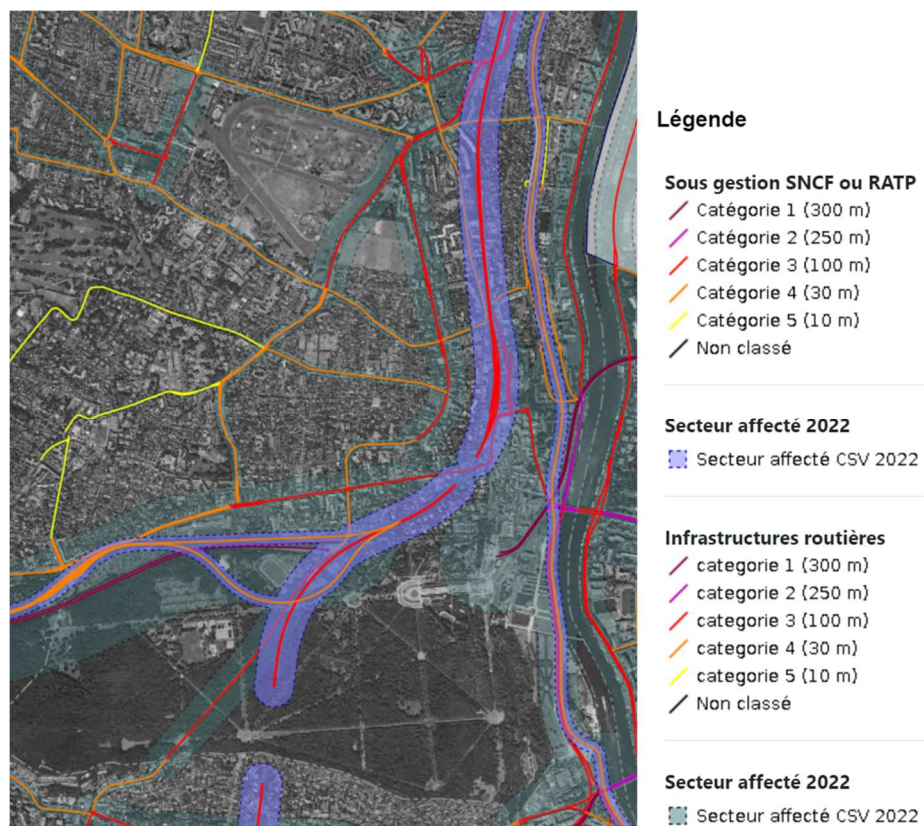 Légende
Sous gestion SNCF ou RATP
Catégorie 1 (300 m)
Catégorie 2 (250 m)
Catégorie 3 (100 m)
Catégorie 4 (30 m)
Catégorie 5 (10 m)
Non classé
Secteur affecté 2022
Secteur affecté CSV 2022
Infrastructures routières
categorie 1 (300 m)
categorie 2 (250 m)
categorie 3 (100 m)
categorie 4 (30 m)
categorie 5 (10 m)
Non classé
Secteur affecté 2022
Secteur affecté CSV 2022